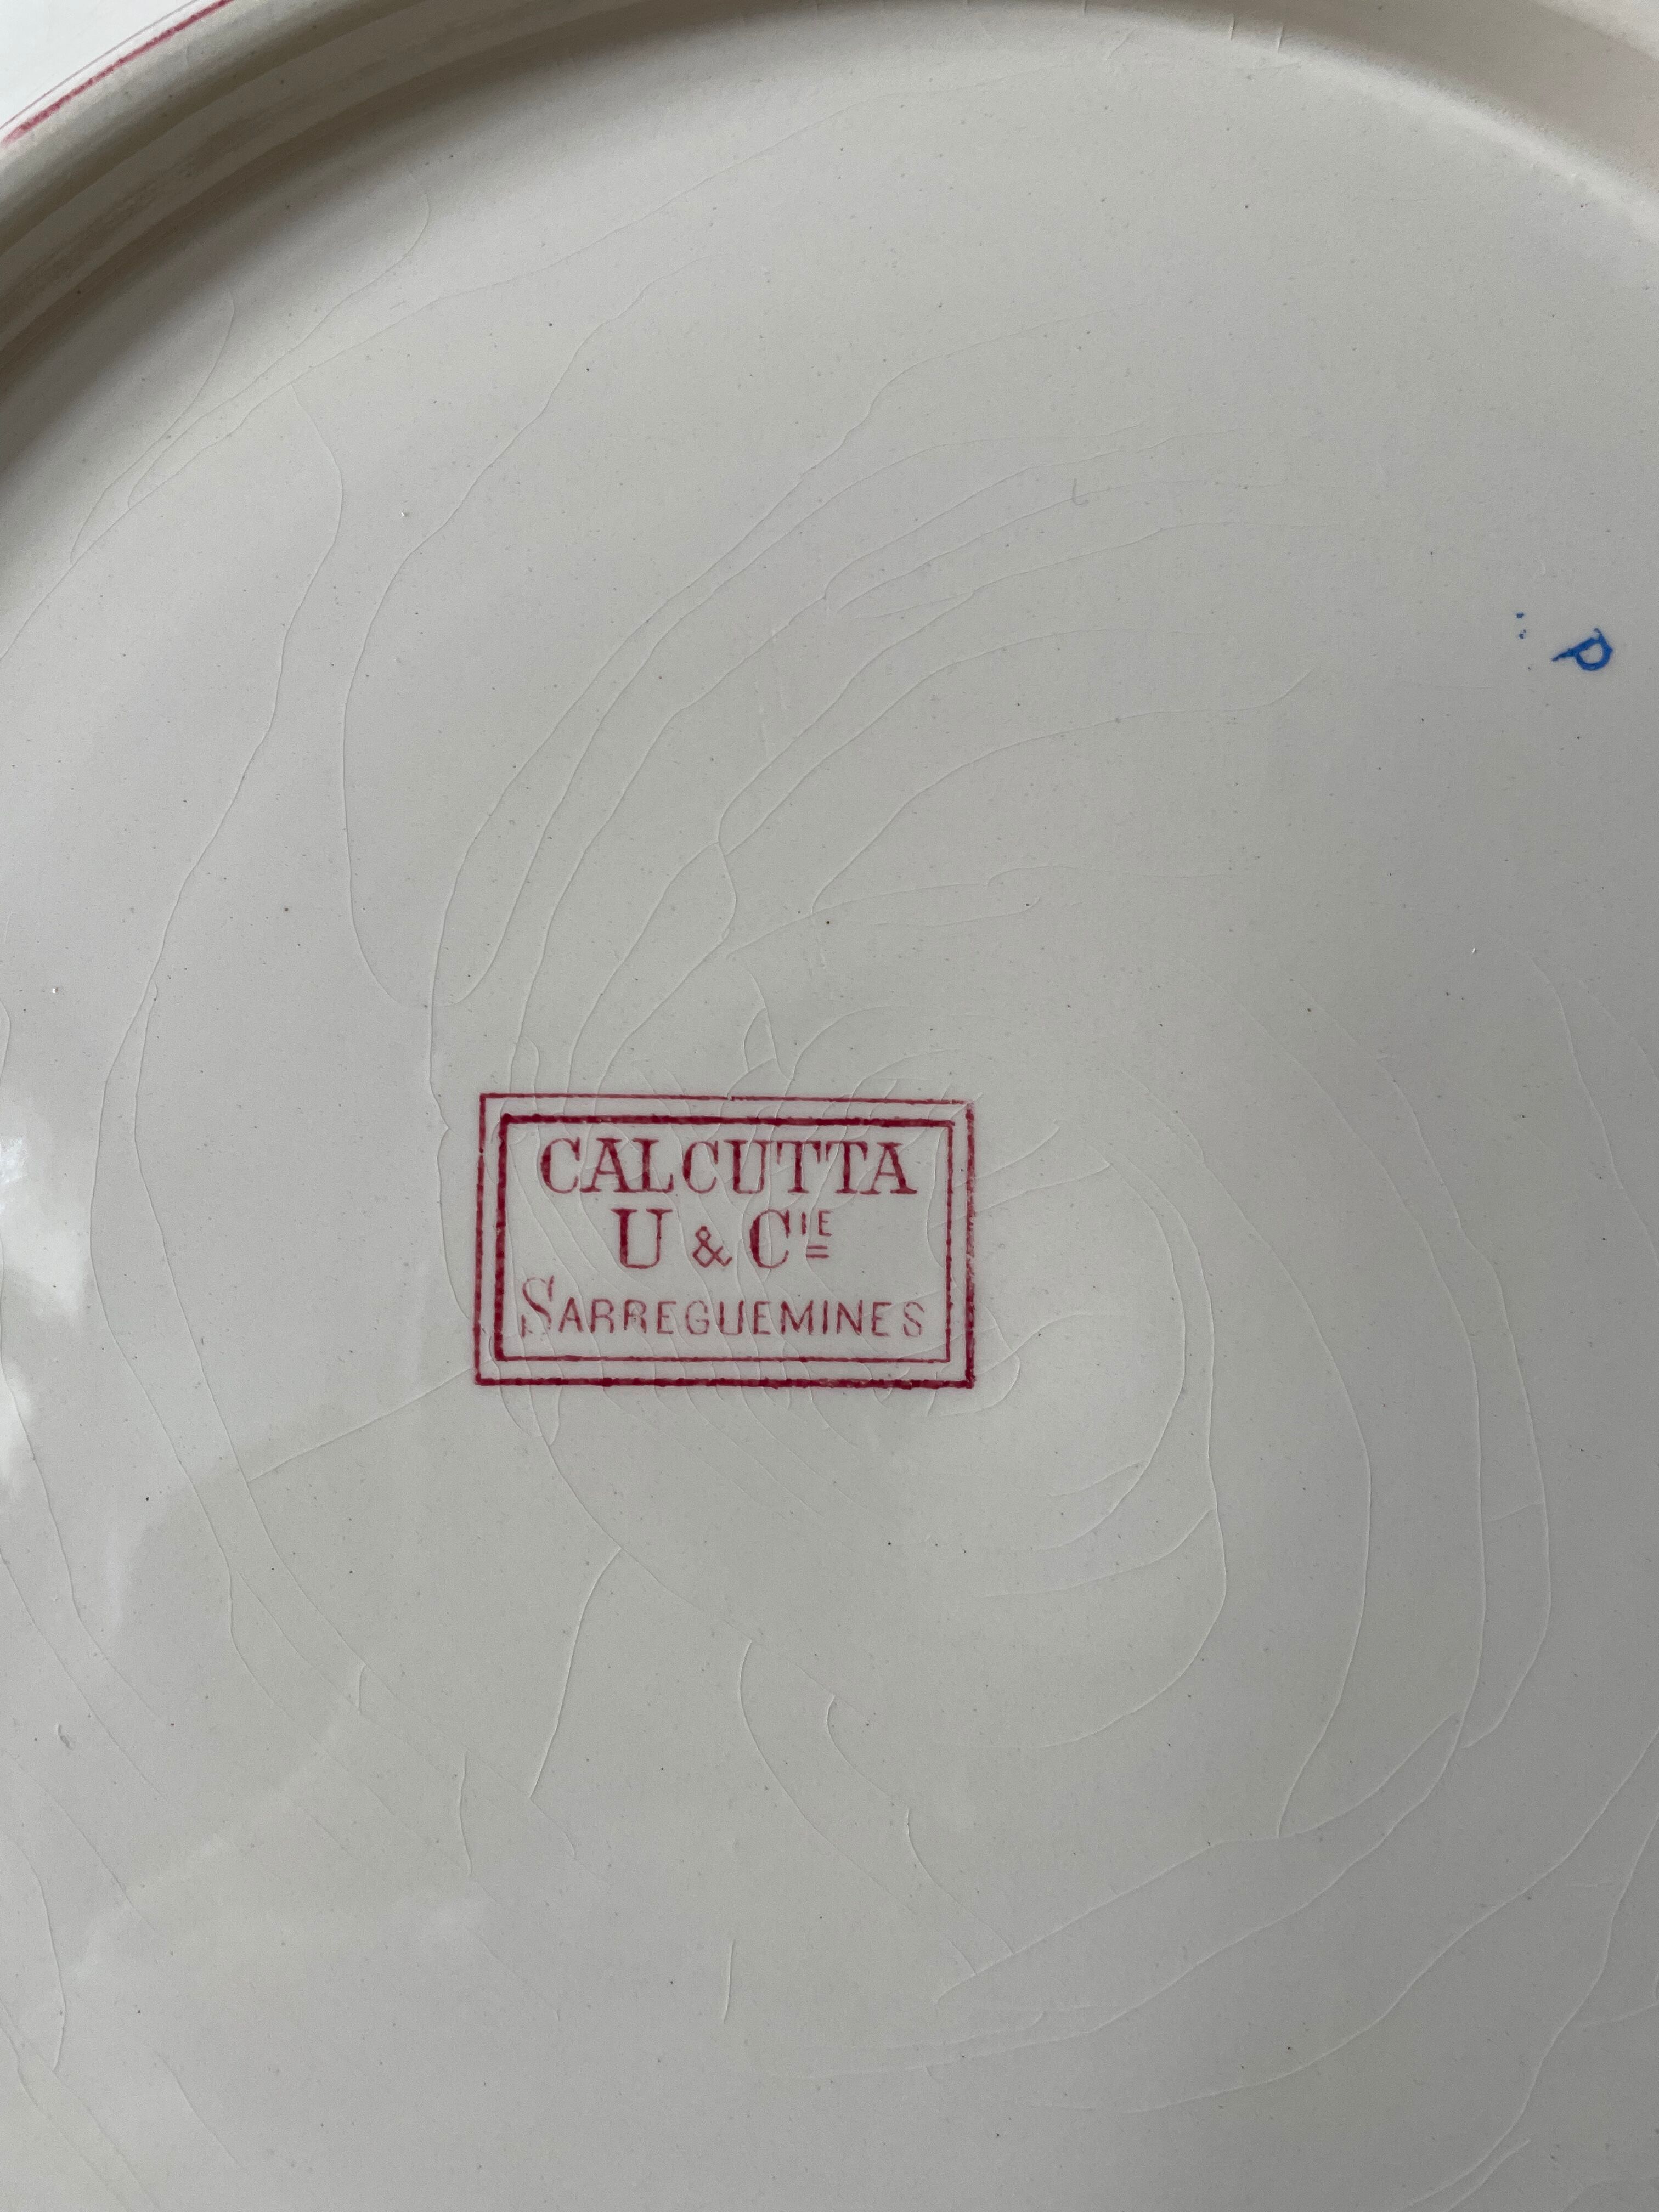 P
CALCUTTA
U & CIE
SARREGUEMINES